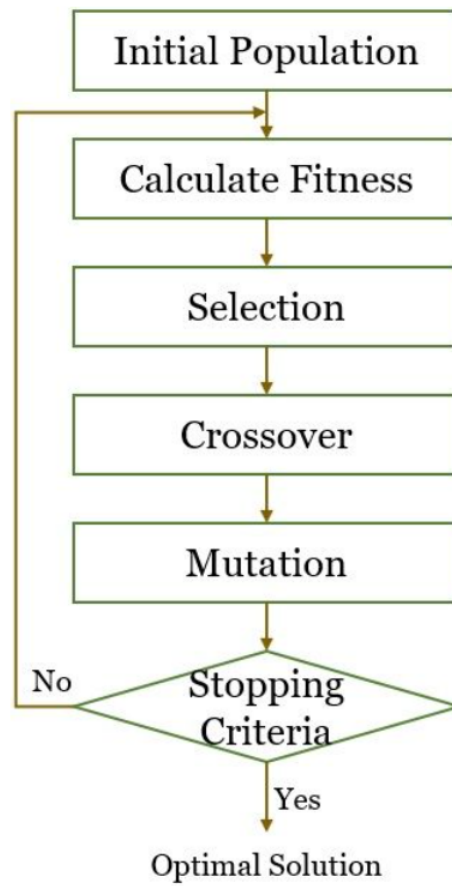 Initial Population
Calculate Fitness
Selection
Crossover
Mutation
No
Stopping
Criteria
Yes
Optimal Solution